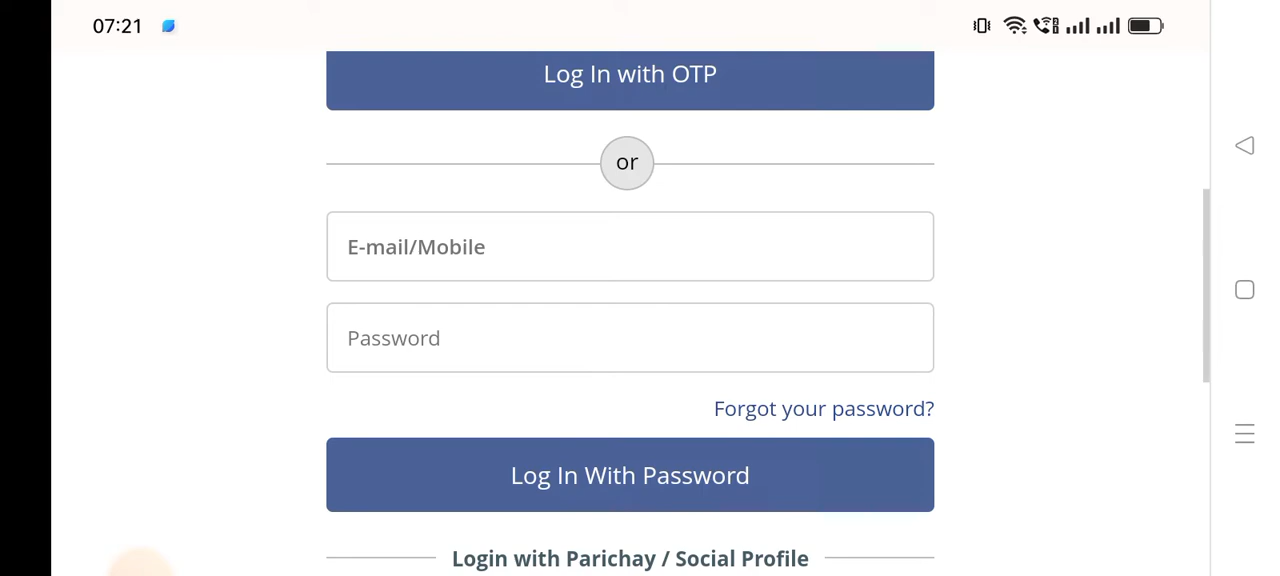 07:21
Log In with OTP
or
E-mail/Mobile
Password
Forgot your password?
Log In With Password
Login with Parichay / Social Profile